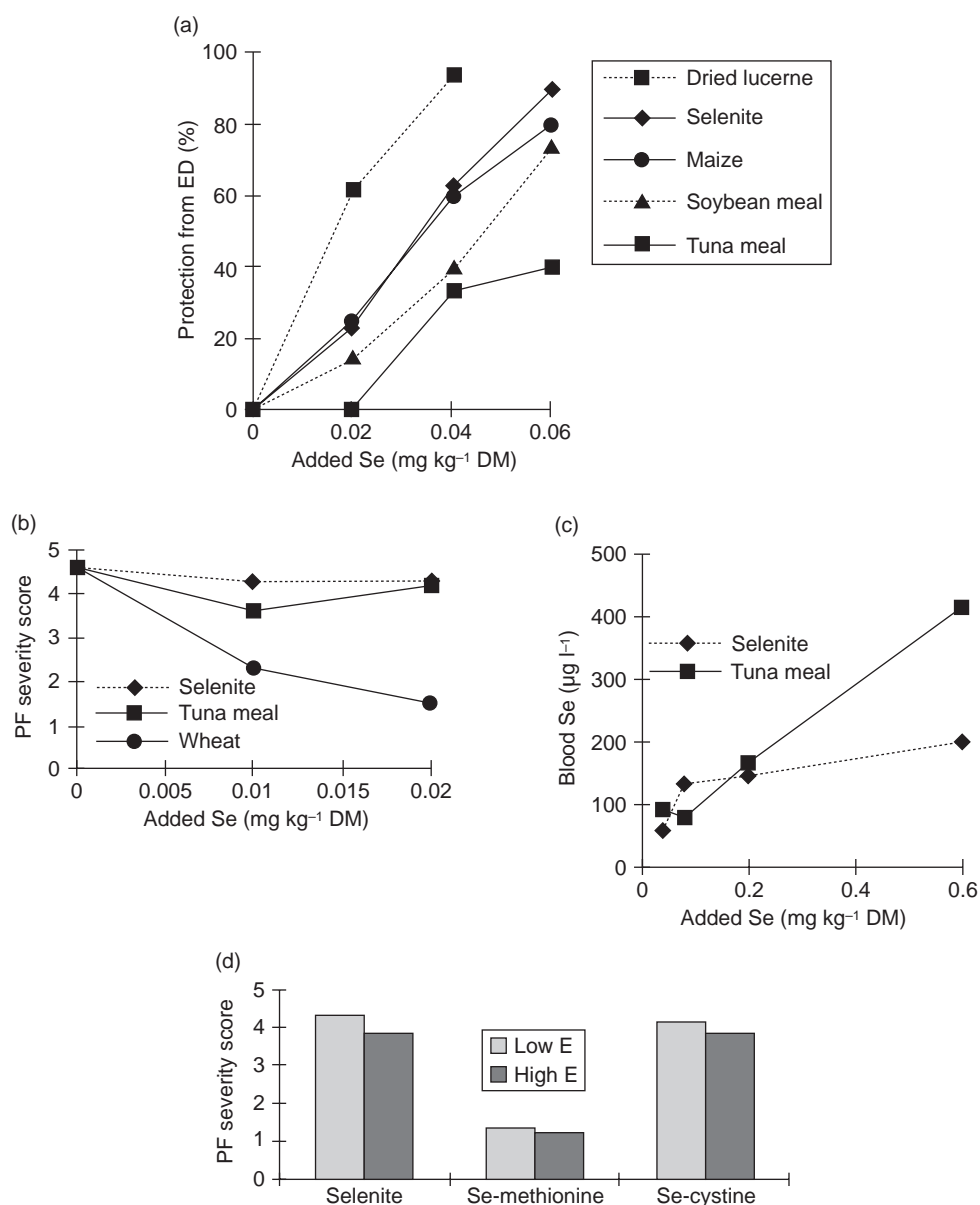 (a)
100
80
60
40
20
0
Protection from ED (%)
0 0.02 0.04 0.06
Added Se (mg kg⁻¹ DM)
Dried lucerne
Selenite
Maize
Soybean meal
Tuna meal
(b)
5
4
3
2
1
0
PF severity score
Selenite
Tuna meal
Wheat
0 0.005 0.01 0.015 0.02
Added Se (mg kg⁻¹ DM)
(c)
500
400
300
200
100
0
Blood Se (µg l⁻¹)
Selenite
Tuna meal
0 0.2 0.4 0.6
Added Se (mg kg⁻¹ DM)
(d)
5
4
3
2
1
0
PF severity score
Low E
High E
Selenite Se-methionine Se-cystine